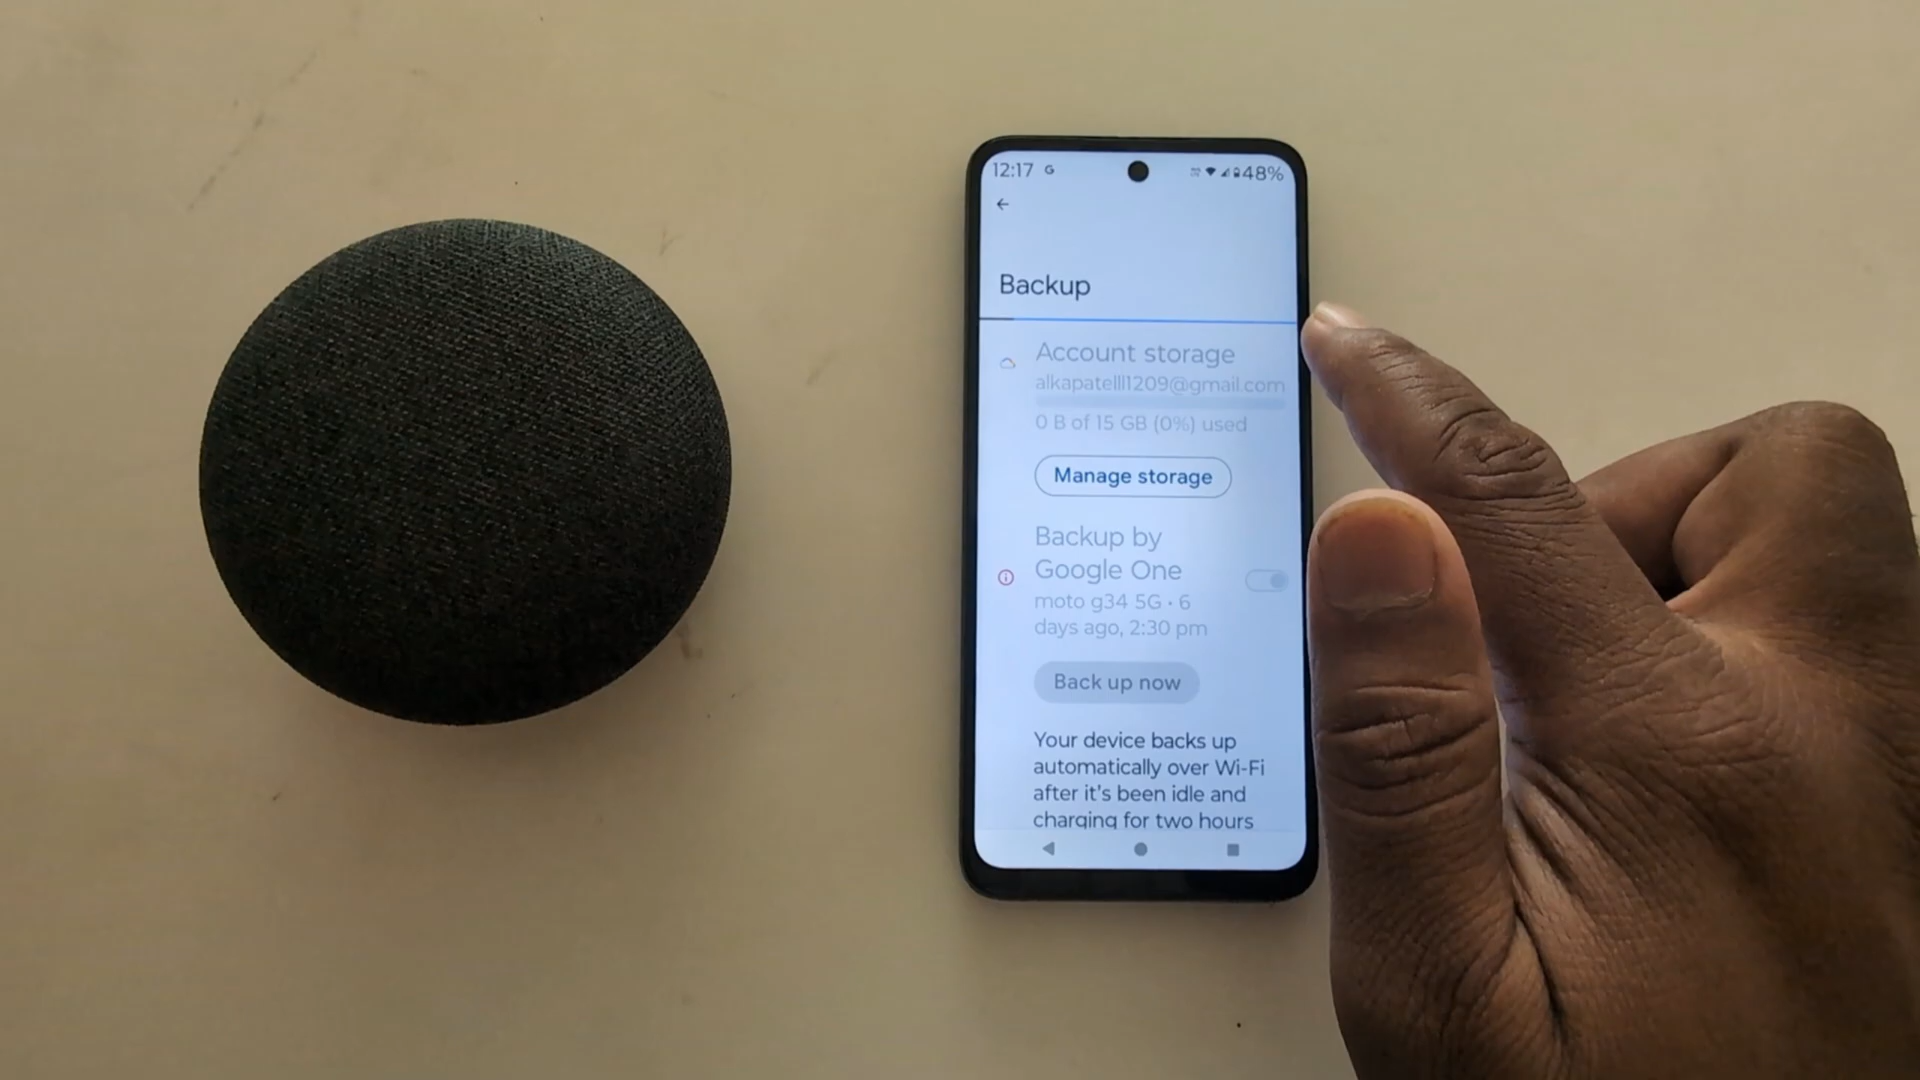 12:17 G 48%
Backup
Account storage
alkapatelll1209@gmail.com
0 B of 15 GB (0%) used
Manage storage
Backup by
Google One
moto g34 5G • 6
days ago, 2:30 pm
Back up now
Your device backs up
automatically over Wi-Fi
after it's been idle and
charging for two hours